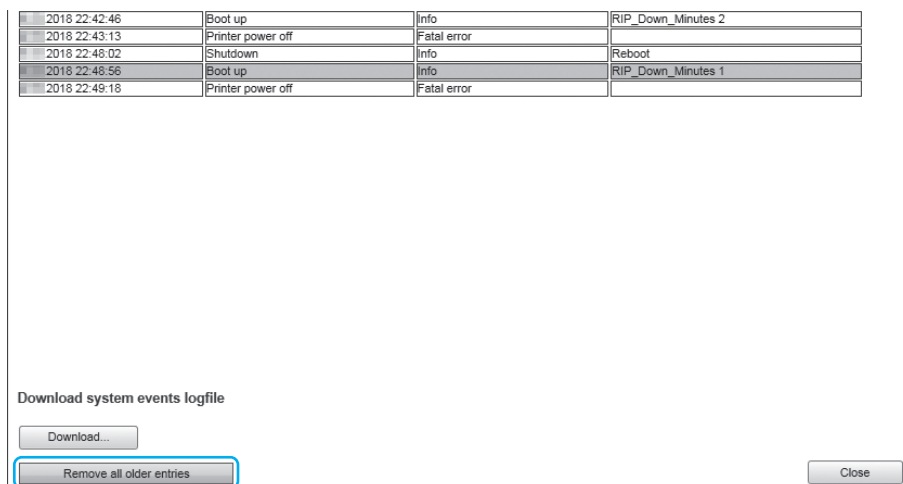 2018 22:42:46 Boot up Info RIP_Down_Minutes 2
2018 22:43:13 Printer power off Fatal error
2018 22:48:02 Shutdown Info Reboot
2018 22:48:56 Boot up Info RIP_Down_Minutes 1
2018 22:49:18 Printer power off Fatal error
Download system events logfile
Download...
Remove all older entries
Close